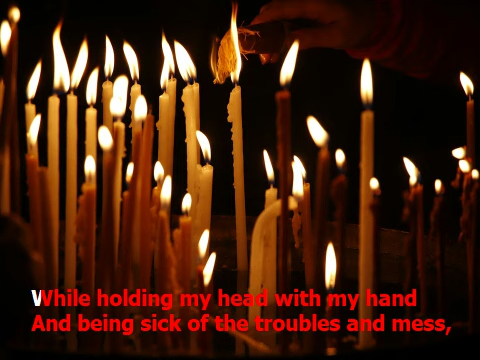 While holding my head with my hand
And being sick of the troubles and mess,